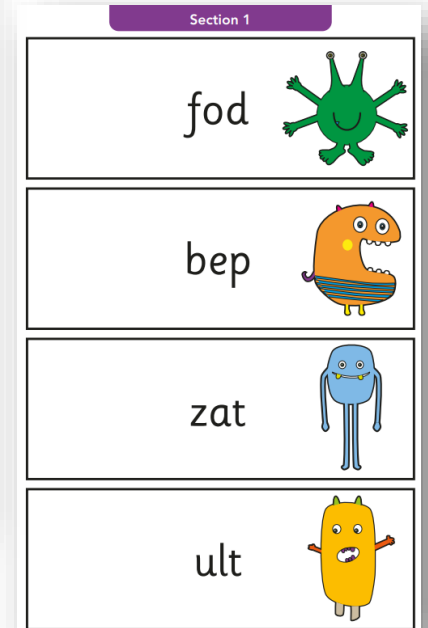 Section 1
fod
bep
zat
ult